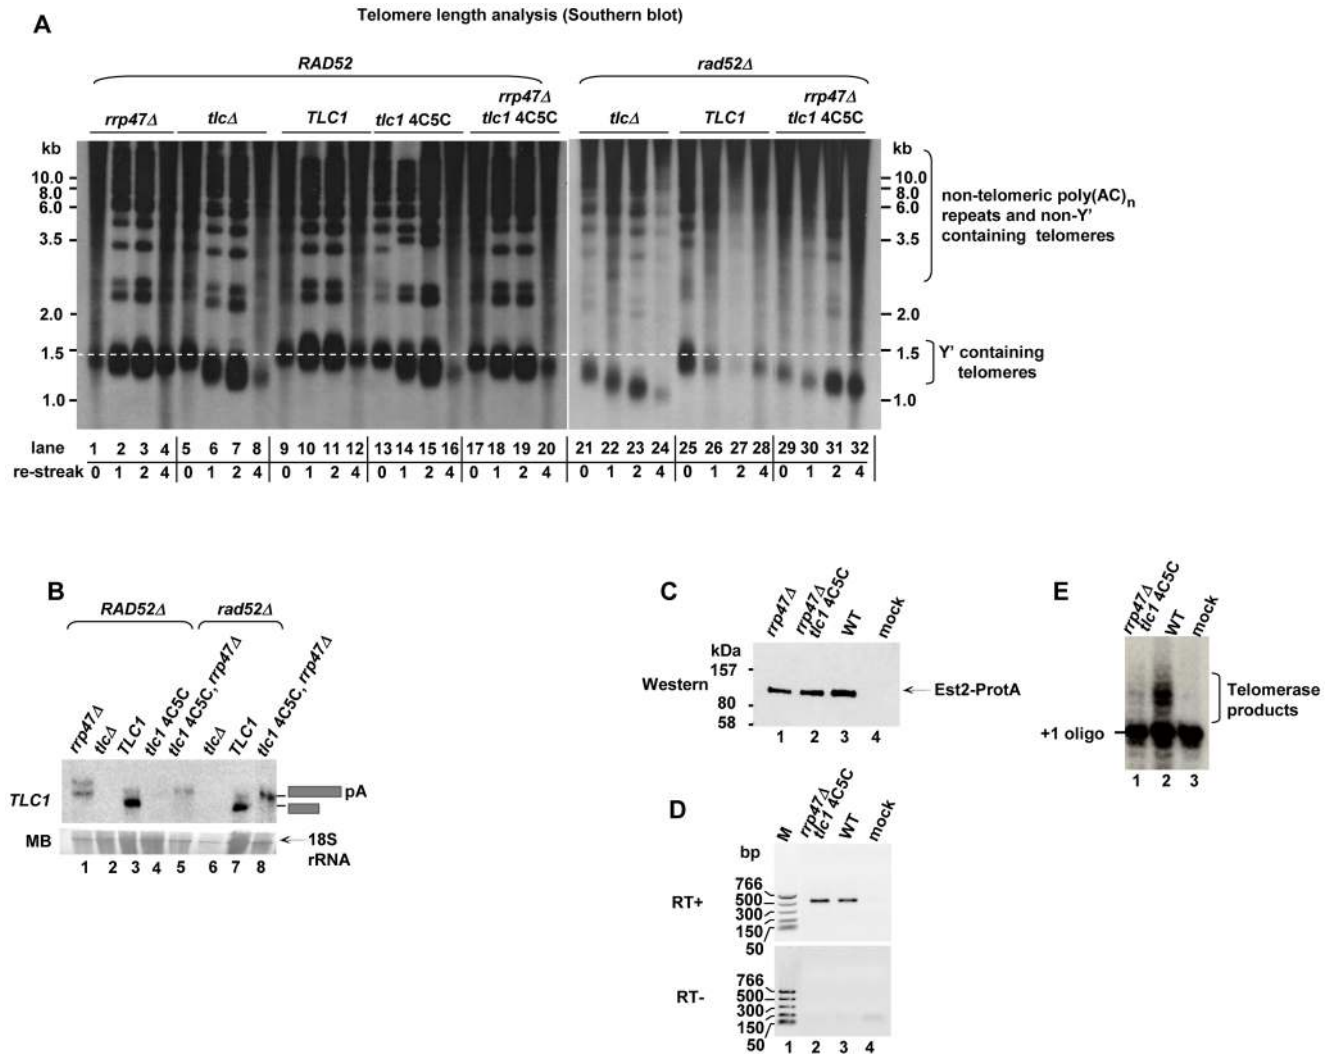 Telomere length analysis (Southern blot)
A
RAD52
rad52Δ
rrp47Δ
tlcΔ
TLC1
tlc1 4C5C
rrp47Δ
tlc1 4C5C
tlcΔ
TLC1
rrp47Δ
tlc1 4C5C
kb
10.0
8.0
6.0
3.5
2.0
1.5
1.0
kb
10.0
8.0
6.0
3.5
2.0
1.5
1.0
non-telomeric poly(AC)n
repeats and non-Y'
containing telomeres
Y' containing
telomeres
lane 1 2 3 4 5 6 7 8 9 10 11 12 13 14 15 16 17 18 19 20 21 22 23 24 25 26 27 28 29 30 31 32
re-streak 0 1 2 4 0 1 2 4 0 1 2 4 0 1 2 4 0 1 2 4 0 1 2 4 0 1 2 4 0 1 2 4
B
RAD52Δ
rad52Δ
rrp47Δ
tlcΔ
TLC1
tlc1 4C5C
tlc1 4C5C, rrp47Δ
tlcΔ
TLC1
tlc1 4C5C, rrp47Δ
TLC1
pA
MB
18S
rRNA
1 2 3 4 5 6 7 8
C
rrp47Δ
rrp47Δ
tlc1 4C5C
WT
mock
kDa
157
Western
80
58
Est2-ProtA
1 2 3 4
D
M
rrp47Δ
tlc1 4C5C
WT
mock
bp
766
500
300
150
50
RT+
766
500
300
150
50
RT-
1 2 3 4
E
rrp47Δ
tlc1 4C5C
WT
mock
Telomerase
products
+1 oligo
1 2 3